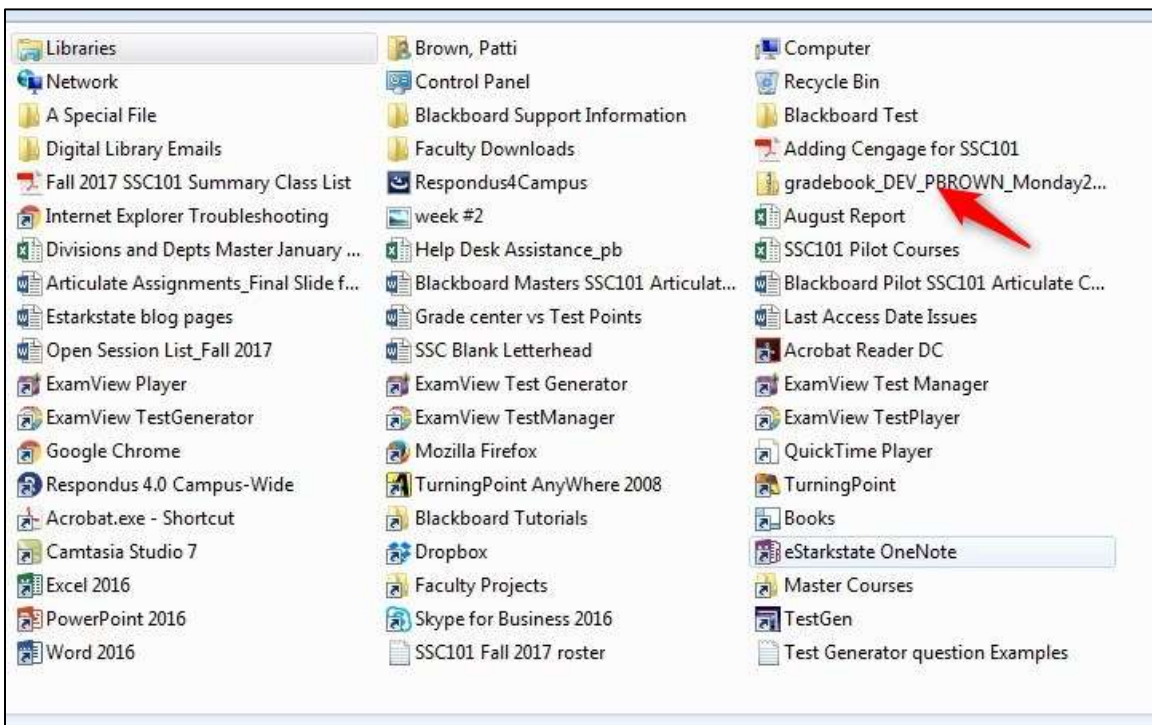 Libraries
Brown, Patti
Computer
Network
Control Panel
Recycle Bin
A Special File
Blackboard Support Information
Blackboard Test
Digital Library Emails
Faculty Downloads
Adding Cengage for SSC101
Fall 2017 SSC101 Summary Class List
Respondus4Campus
gradebook_DEV_PBROWN_Monday2...
Internet Explorer Troubleshooting
week #2
August Report
Divisions and Depts Master January ...
Help Desk Assistance_pb
SSC101 Pilot Courses
Articulate Assignments_Final Slide f...
Blackboard Masters SSC101 Articulat...
Blackboard Pilot SSC101 Articulate C...
Estarkstate blog pages
Grade center vs Test Points
Last Access Date Issues
Open Session List_Fall 2017
SSC Blank Letterhead
Acrobat Reader DC
ExamView Player
ExamView Test Generator
ExamView Test Manager
ExamView TestGenerator
ExamView TestManager
ExamView TestPlayer
Google Chrome
Mozilla Firefox
QuickTime Player
Respondus 4.0 Campus-Wide
TurningPoint AnyWhere 2008
TurningPoint
Acrobat.exe - Shortcut
Blackboard Tutorials
Books
Camtasia Studio 7
Dropbox
eStarkstate OneNote
Excel 2016
Faculty Projects
Master Courses
PowerPoint 2016
Skype for Business 2016
TestGen
Word 2016
SSC101 Fall 2017 roster
Test Generator question Examples